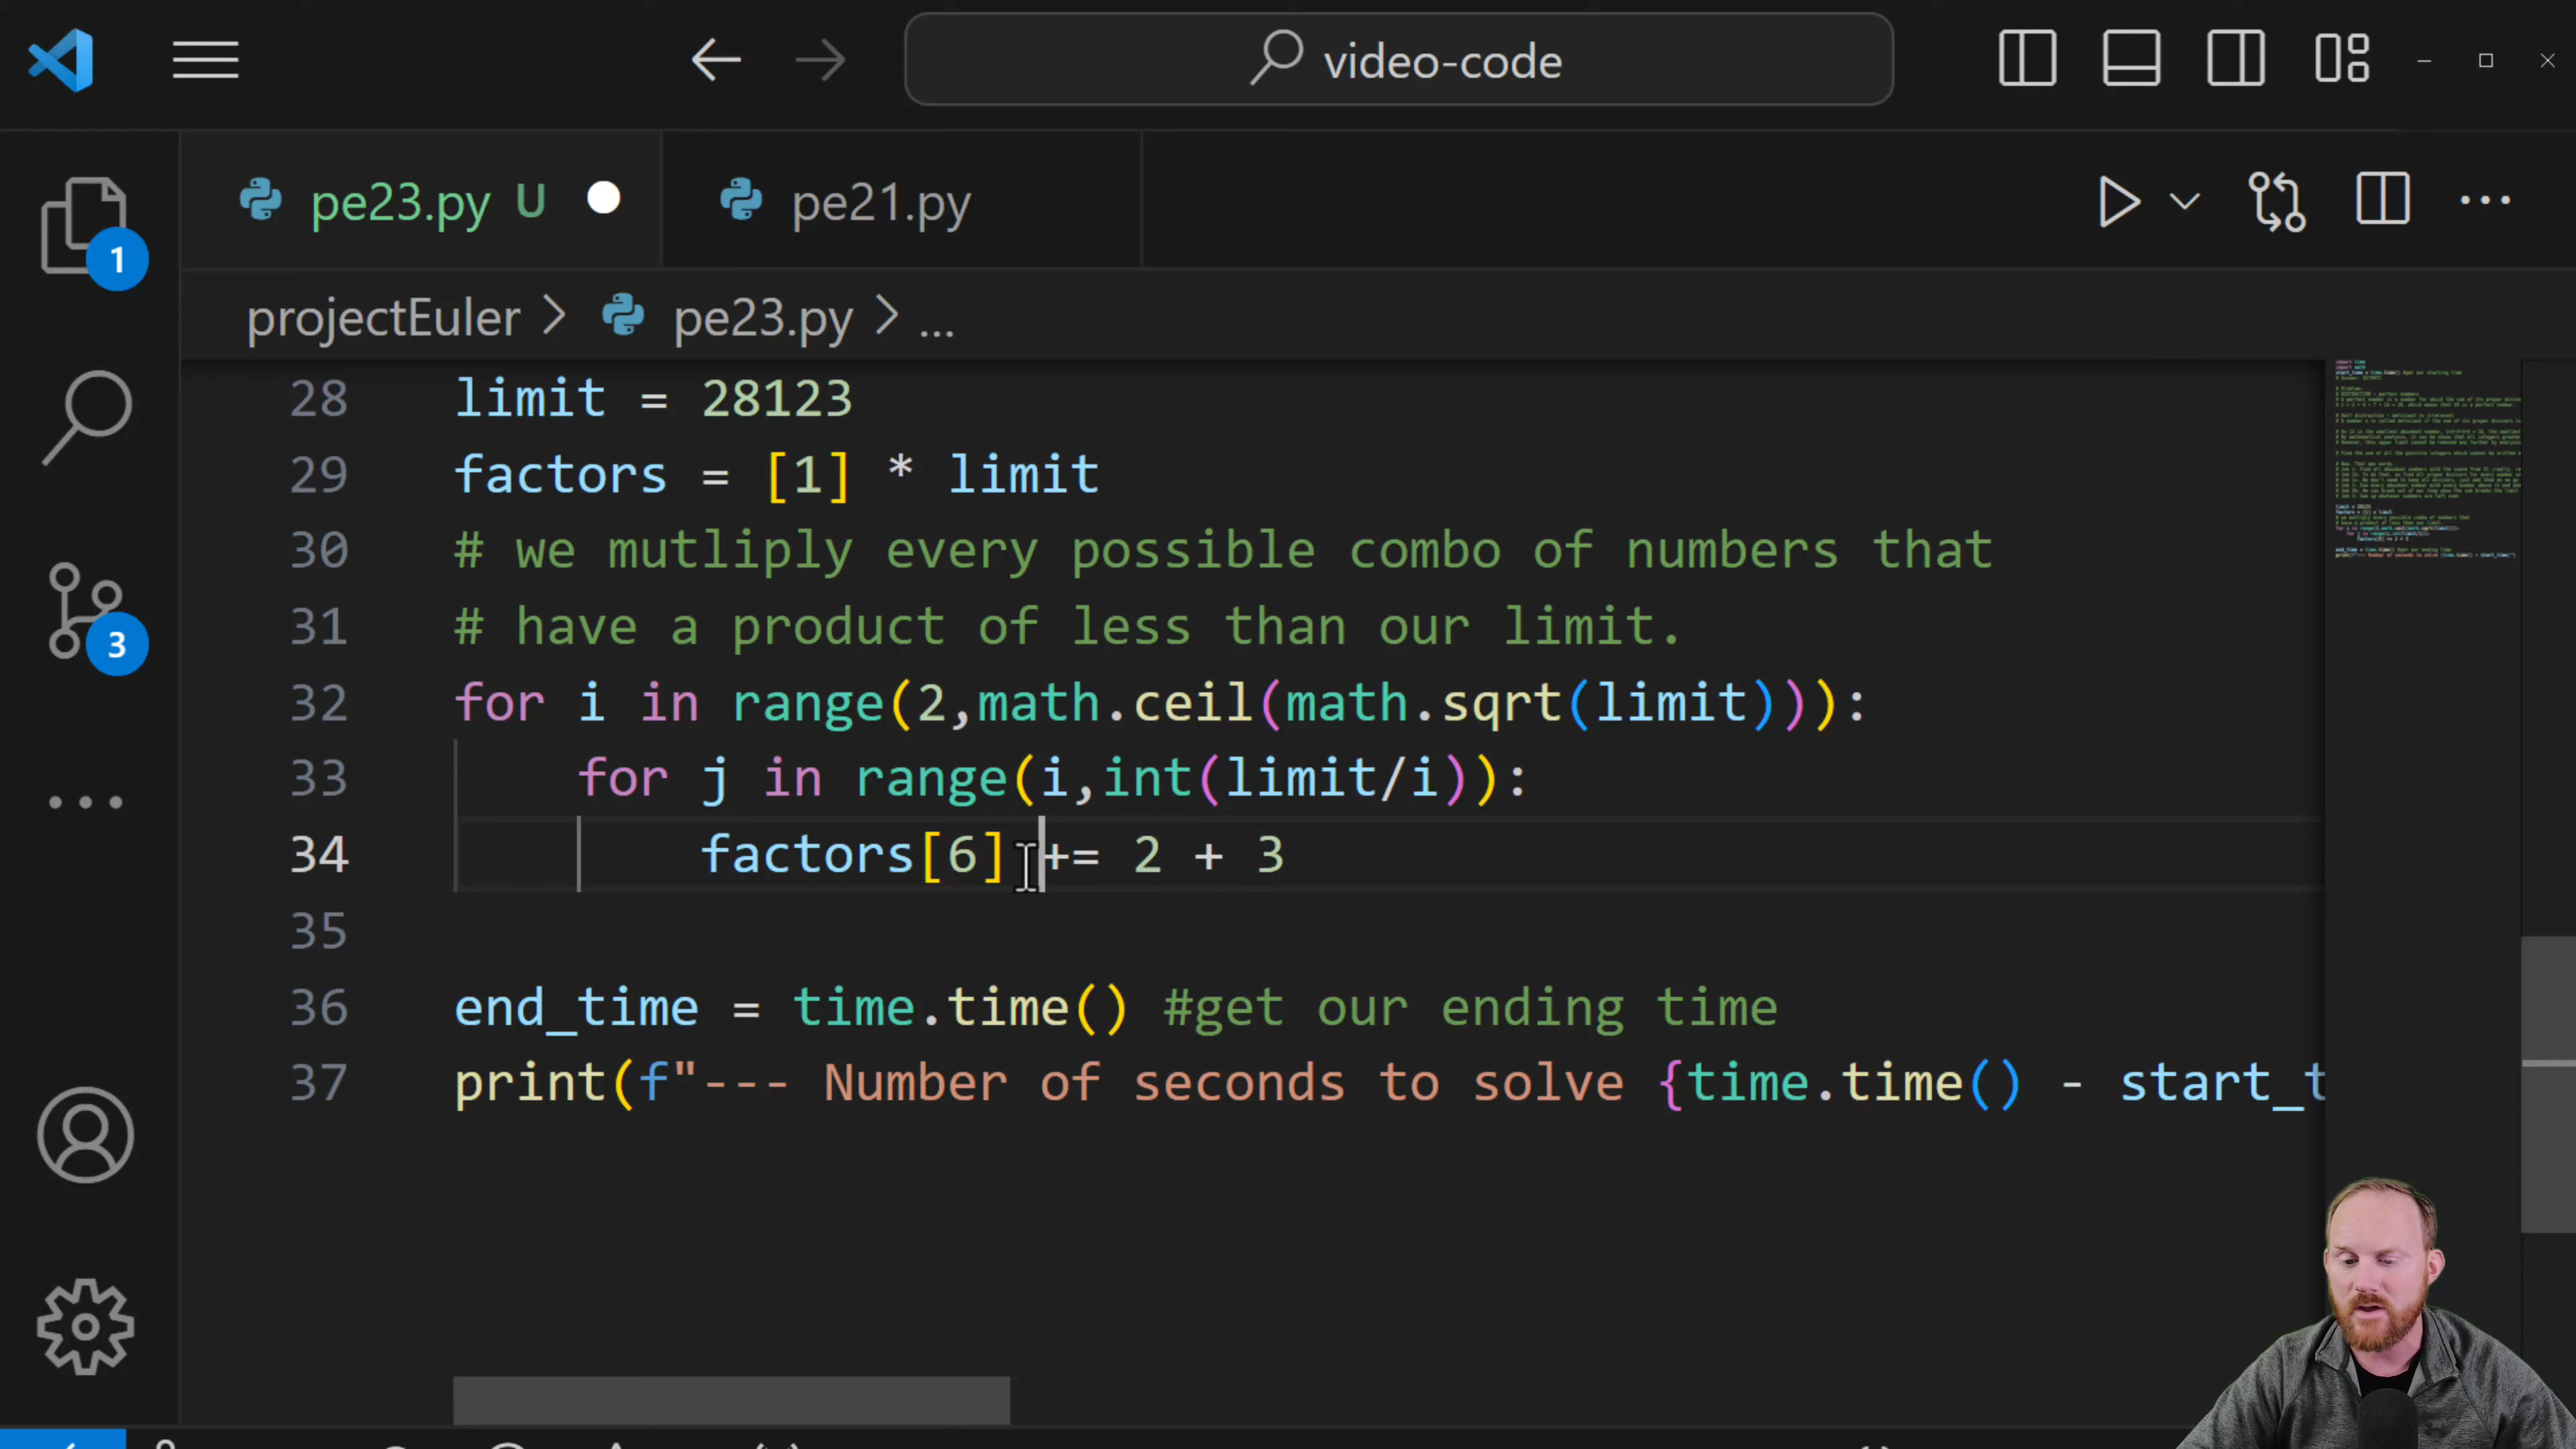 video-code
pe23.py U
pe21.py
1
projectEuler > pe23.py > ...
28 limit = 28123
29 factors = [1] * limit
30 # we mutliply every possible combo of numbers that
31 # have a product of less than our limit.
32 for i in range(2,math.ceil(math.sqrt(limit))):
33 for j in range(i,int(limit/i)):
34 factors[6] += 2 + 3
35
36 end_time = time.time() #get our ending time
37 print(f"--- Number of seconds to solve {time.time() - start_t
3